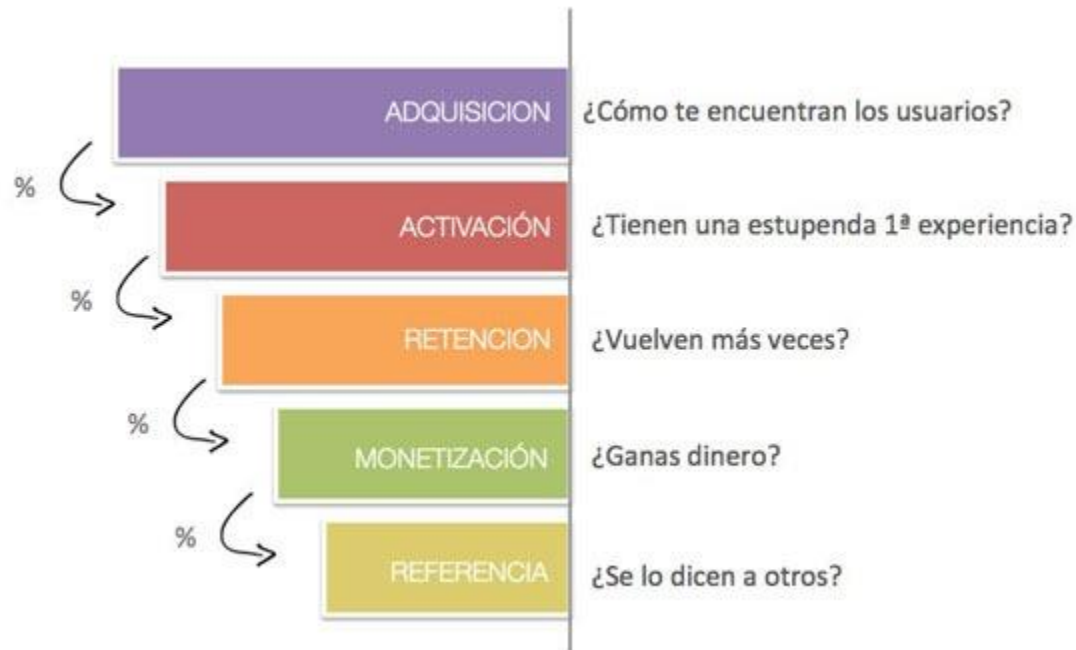 ADQUISICION ¿Cómo te encuentran los usuarios?
%
ACTIVACIÓN ¿Tienen una estupenda 1ª experiencia?
%
RETENCION ¿Vuelven más veces?
%
MONETIZACIÓN ¿Ganas dinero?
%
REFERENCIA ¿Se lo dicen a otros?